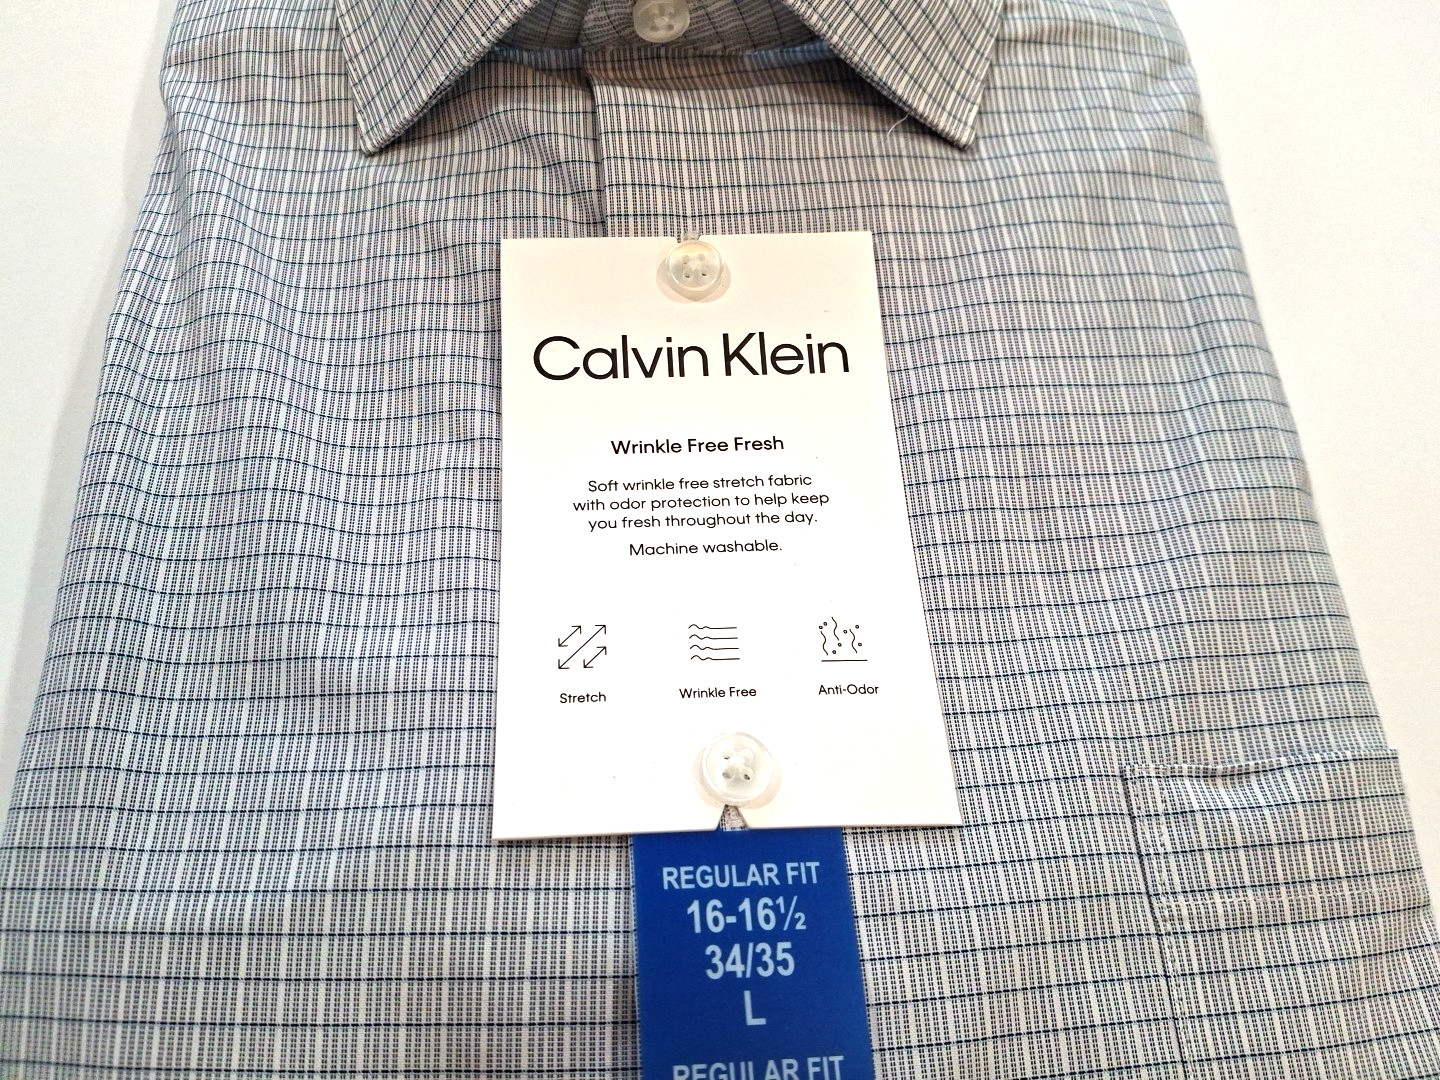 Calvin Klein
Wrinkle Free Fresh
Soft wrinkle free stretch fabric
with odor protection to help keep
you fresh throughout the day.
Machine washable.
Stretch
Wrinkle Free
Anti-Odor
REGULAR FIT
16-16½
34/35
L
REGULAR FIT